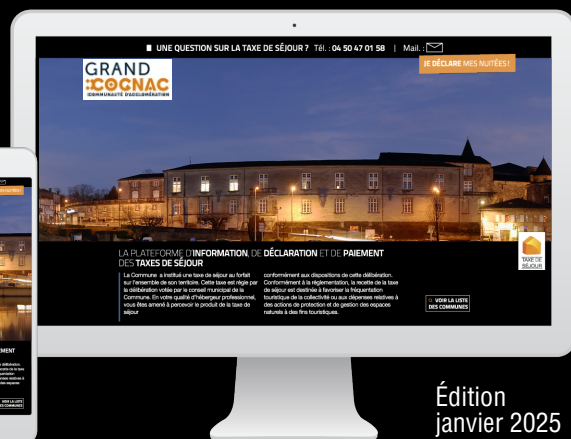 UNE QUESTION SUR LA TAXE DE SÉJOUR ? Tél. : 04 50 47 01 58 | Mail. :
JE DÉCLARE MES NUITÉES !
GRAND
COGNAC
COMMUNAUTÉ D'AGGLOMÉRATION
LA PLATEFORME D'INFORMATION, DE DÉCLARATION ET DE PAIEMENT
DES TAXES DE SÉJOUR
La Commune a institué une taxe de séjour au forfait
sur l'ensemble de son territoire. Cette taxe est régie par
la délibération votée par le conseil municipal de la
Commune. En votre qualité d'hébergeur professionnel,
vous êtes amené à percevoir le produit de la taxe de
séjour
conformément aux dispositions de cette délibération.
Conformément à la réglementation, la recette de la taxe
de séjour est destinée à favoriser la fréquentation
touristique de la collectivité ou aux dépenses relatives à
des actions de protection et de gestion des espaces
naturels à des fins touristiques.
TAXE DE
SÉJOUR
VOIR LA LISTE
DES COMMUNES
Édition
janvier 2025